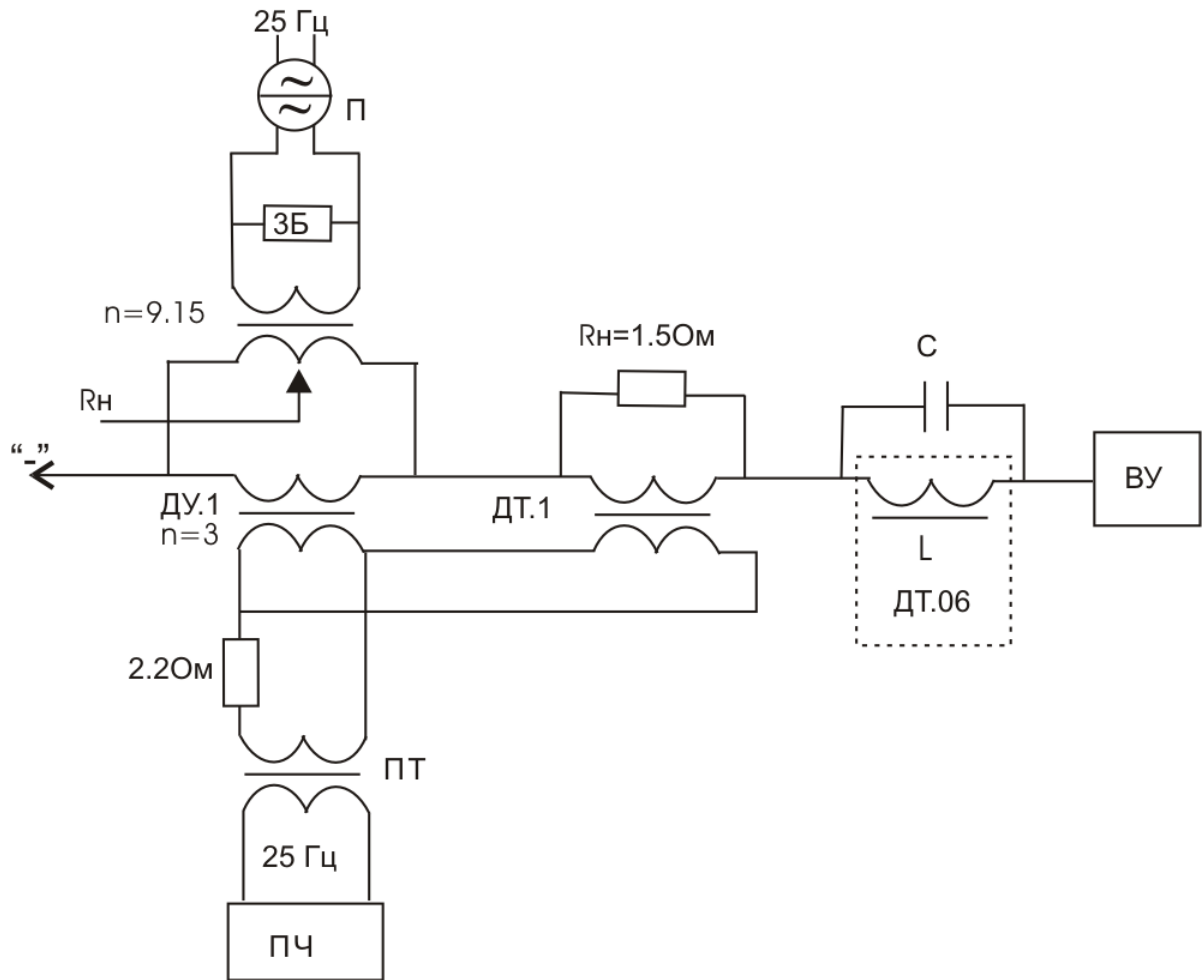 25 Гц
П
ЗБ
n=9.15
Rн=1.5Ом
С
Rн
“-”
ДУ.1
n=3
ДТ.1
ВУ
L
ДТ.06
2.2Ом
ПТ
25 Гц
ПЧ